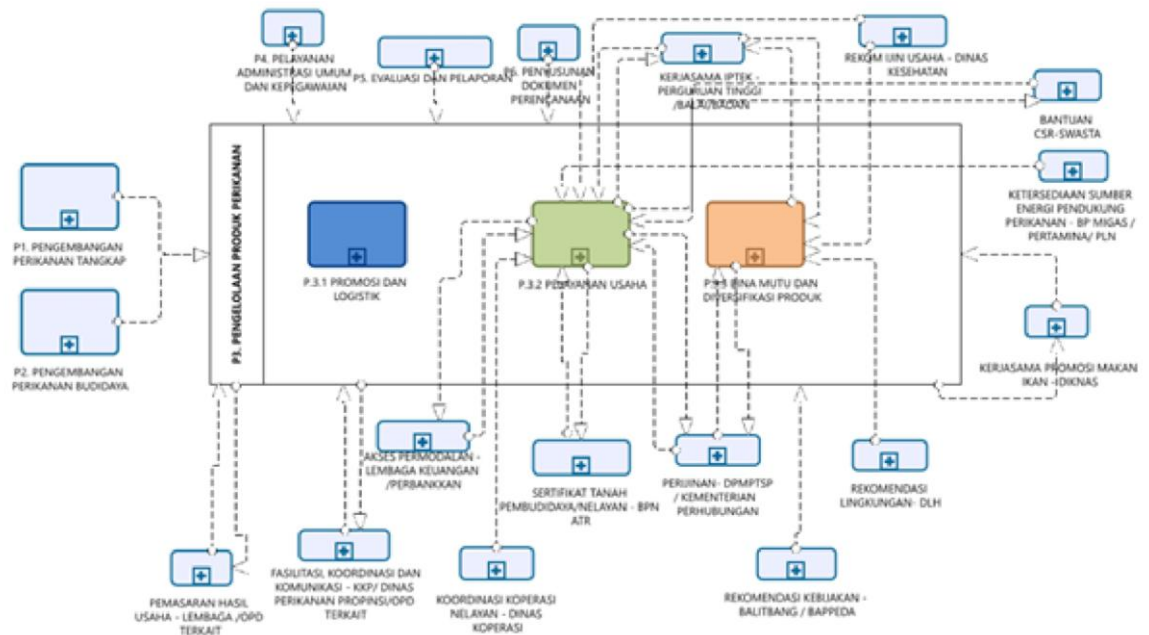 P4. PELAYANAN
ADMINISTRASI UMUM
DAN KEPEGAWAIAN
P5. EVALUASI DAN PELAPORAN
P6. PENYUSUNAN
DOKUMEN
PERENCANAAN
KERJASAMA IPTEK -
PERGURUAN TINGGI
/BALAI/BADAN
REKOM IJIN USAHA - DINAS
KESEHATAN
BANTUAN
CSR-SWASTA
KETERSEDIAAN SUMBER
ENERGI PENDUKUNG
PERIKANAN - BP MIGAS /
PERTAMINA/ PLN
P1. PENGEMBANGAN
PERIKANAN TANGKAP
P2. PENGEMBANGAN
PERIKANAN BUDIDAYA
P3. PENGELOLAAN PRODUK PERIKANAN
P.3.1 PROMOSI DAN
LOGISTIK
P.3.2 PELAYANAN USAHA
P.3.3 BINA MUTU DAN
DIVERSIFIKASI PRODUK
KERJASAMA PROMOSI MAKAN
IKAN -IDIKNAS
AKSES PERMODALAN -
LEMBAGA KEUANGAN
/PERBANKKAN
SERTIFIKAT TANAH
PEMBUDIDAYA/NELAYAN - BPN
ATR
PERIJINAN- DPMPTSP
/ KEMENTERIAN
PERHUBUNGAN
REKOMENDASI
LINGKUNGAN- DLH
PEMASARAN HASIL
USAHA - LEMBAGA /OPD
TERKAIT
FASILITASI, KOORDINASI DAN
KOMUNIKASI - KKP/ DINAS
PERIKANAN PROPINSI/OPD
TERKAIT
KOORDINASI KOPERASI
NELAYAN - DINAS
KOPERASI
REKOMENDASI KEBIJAKAN -
BALITBANG / BAPPEDA